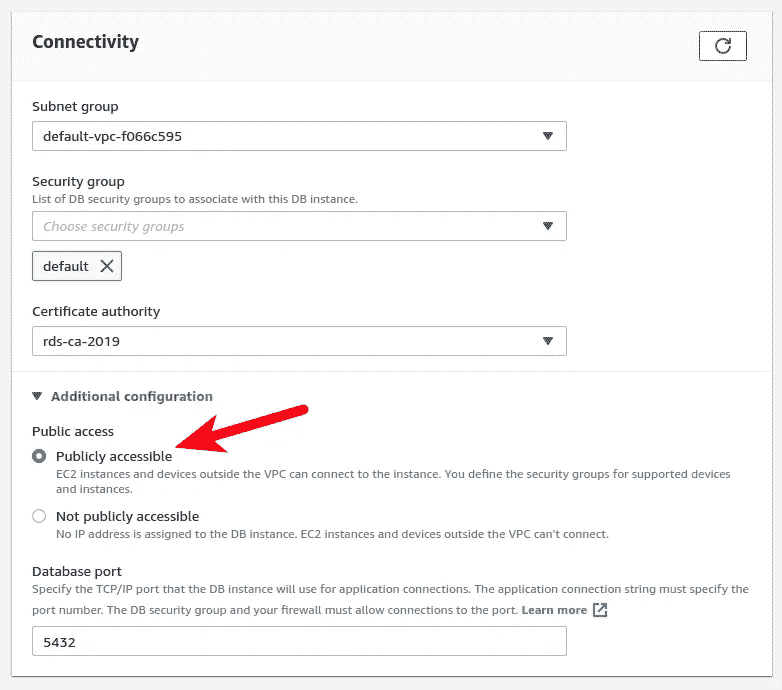 Connectivity
Subnet group
default-vpc-f066c595
Security group
List of DB security groups to associate with this DB instance.
Choose security groups
default
Certificate authority
rds-ca-2019
Additional configuration
Public access
Publicly accessible
EC2 instances and devices outside the VPC can connect to the instance. You define the security groups for supported devices
and instances.
Not publicly accessible
No IP address is assigned to the DB instance. EC2 instances and devices outside the VPC can't connect.
Database port
Specify the TCP/IP port that the DB instance will use for application connections. The application connection string must specify the
port number. The DB security group and your firewall must allow connections to the port. Learn more
5432